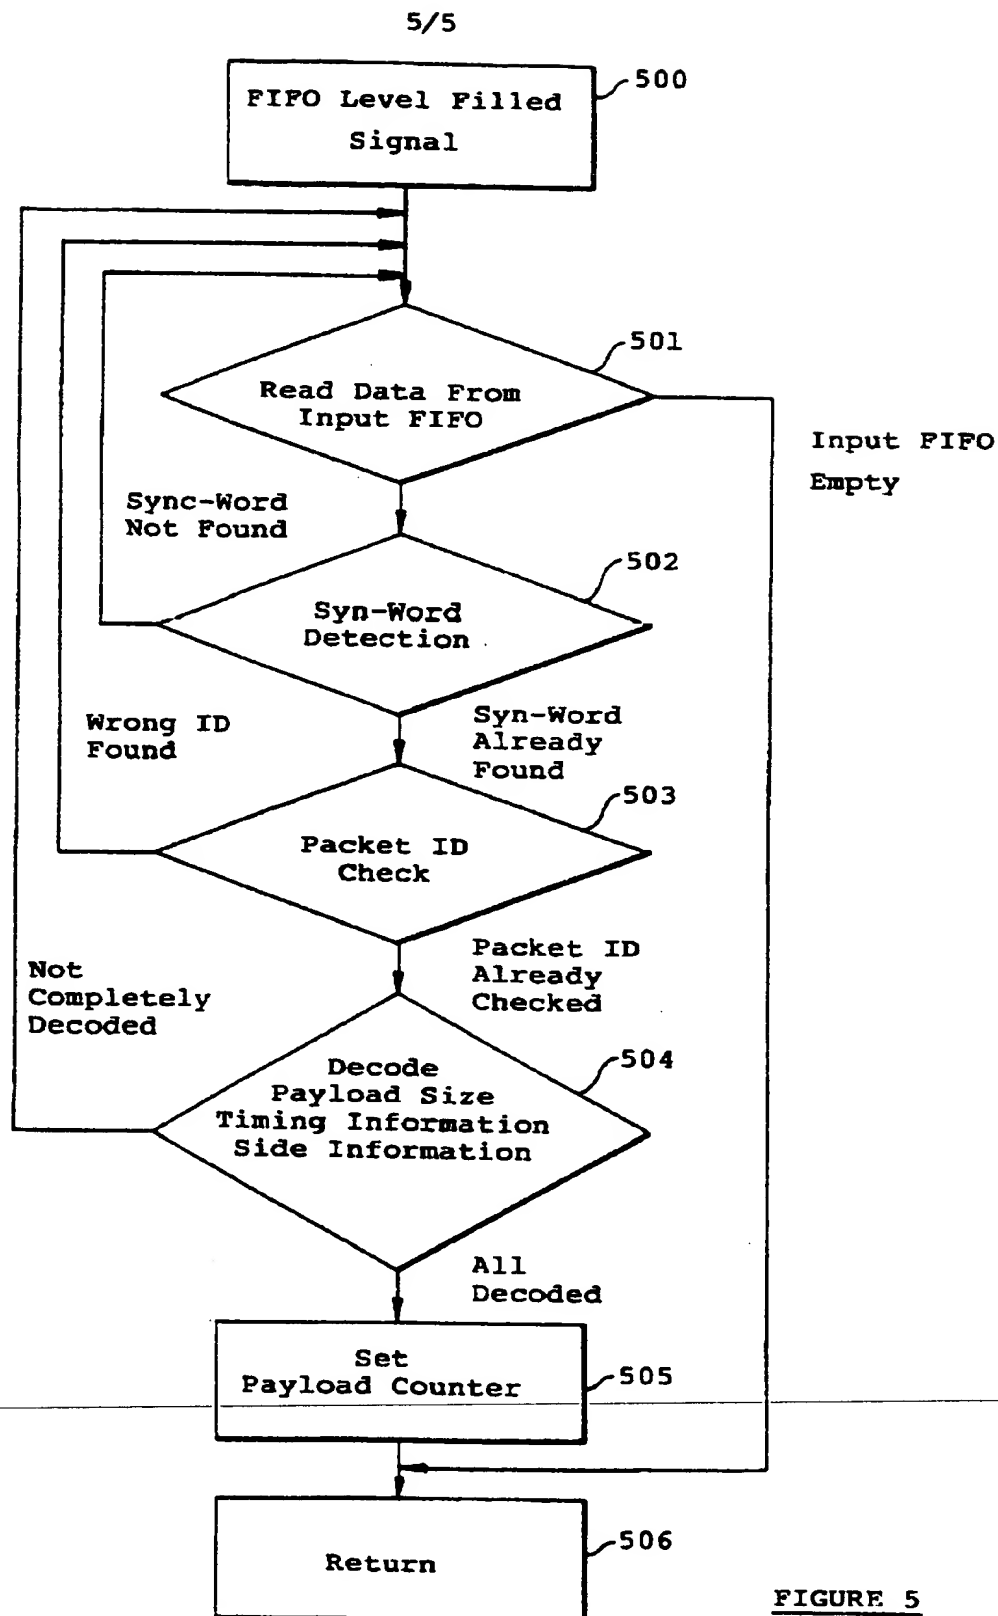 5/5
FIFO Level Filled
Signal
500
501
Read Data From
Input FIFO
Input FIFO
Empty
Sync-Word
Not Found
502
Syn-Word
Detection
Wrong ID
Found
Syn-Word
Already
Found
503
Packet ID
Check
Packet ID
Already
Checked
Not
Completely
Decoded
504
Decode
Payload Size
Timing Information
Side Information
All
Decoded
Set
Payload Counter
505
Return
506
FIGURE 5